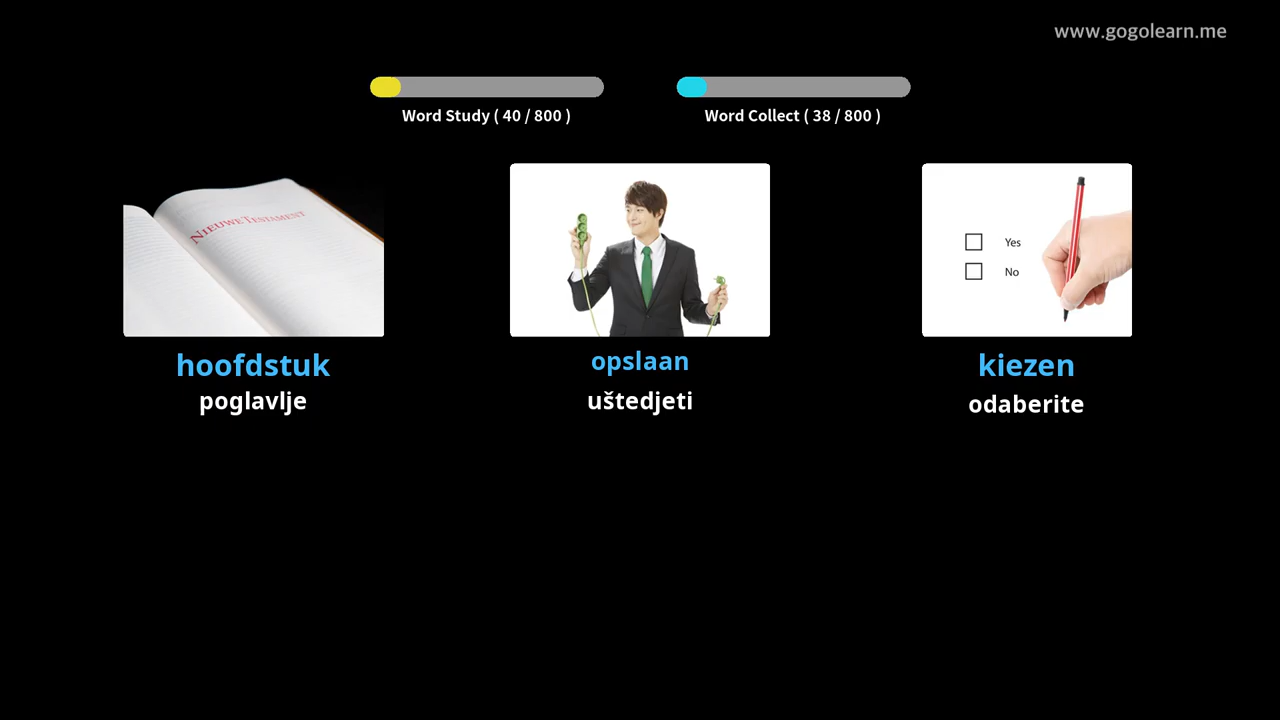 www.gogolearn.me
Word Study ( 40 / 800 )
Word Collect ( 38 / 800 )
NIEUWE TESTAMENT
Yes
No
hoofdstuk
poglavlje
opslaan
uštedjeti
kiezen
odaberite